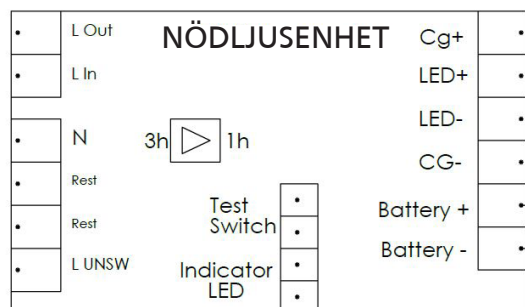 NÖDLJUSENHET
L Out
L In
N
Rest
Rest
L UNSW
3h
1h
Test
Switch
Indicator
LED
Cg+
LED+
LED-
CG-
Battery +
Battery -